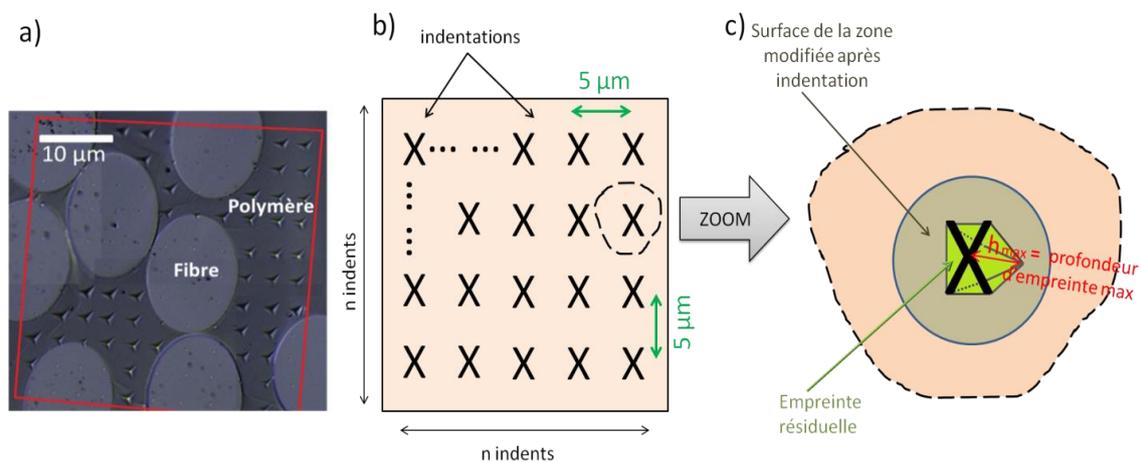 a)
10 µm
Polymère
Fibre
b)
indentations
5 µm
X... ... X X X
⋮
⋮
X X X X
X X X X X
X X X X X
5 µm
n indents
n indents
ZOOM
c)
Surface de la zone
modifiée après
indentation
X
hmax = profondeur
d'empreinte max
Empreinte
résiduelle